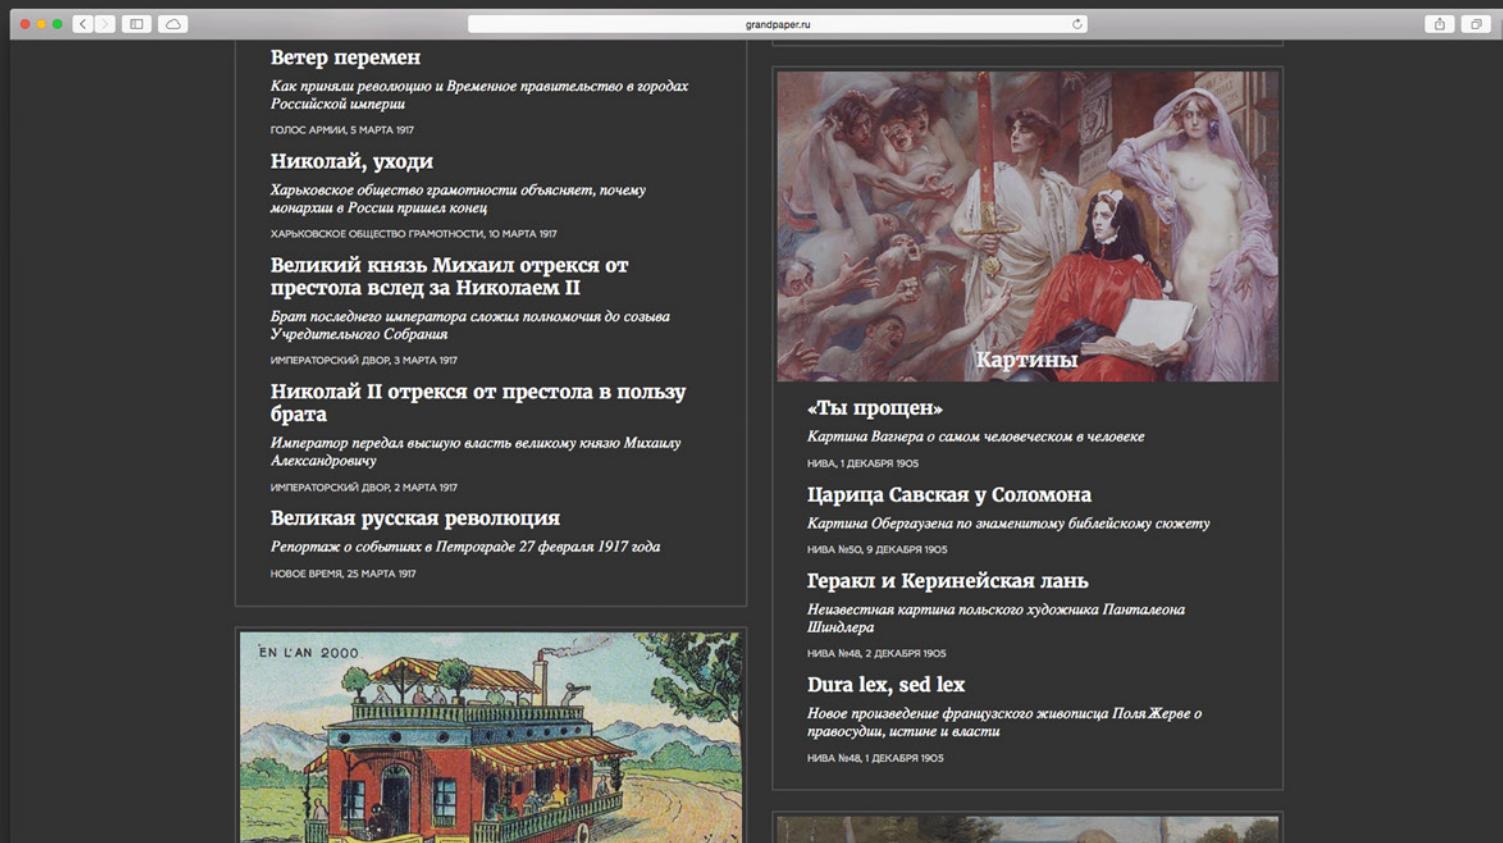 grandpaper.ru
Ветер перемен
Как приняли революцию и Временное правительство в городах
Российской империи
ГОЛОС АРМИИ, 5 МАРТА 1917
Николай, уходи
Харьковское общество грамотности объясняет, почему
монархии в России пришел конец
ХАРЬКОВСКОЕ ОБЩЕСТВО ГРАМОТНОСТИ, 10 МАРТА 1917
Великий князь Михаил отрекся от
престола вслед за Николаем II
Брат последнего императора сложил полномочия до созыва
Учредительного Собрания
ИМПЕРАТОРСКИЙ ДВОР, 3 МАРТА 1917
Николай II отрекся от престола в пользу
брата
Император передал высшую власть великому князю Михаилу
Александровичу
ИМПЕРАТОРСКИЙ ДВОР, 2 МАРТА 1917
Великая русская революция
Репортаж о событиях в Петрограде 27 февраля 1917 года
НОВОЕ ВРЕМЯ, 25 МАРТА 1917
EN L'AN 2000
Картины
«Ты прощен»
Картина Вагнера о самом человеческом в человеке
НИВА, 1 ДЕКАБРЯ 1905
Царица Савская у Соломона
Картина Обергаузена по знаменитому библейскому сюжету
НИВА №50, 9 ДЕКАБРЯ 1905
Геракл и Керинейская лань
Неизвестная картина польского художника Панталеона
Шиндлера
НИВА №48, 2 ДЕКАБРЯ 1905
Dura lex, sed lex
Новое произведение французского живописца Поля Жерве о
правосудии, истине и власти
НИВА №48, 1 ДЕКАБРЯ 1905